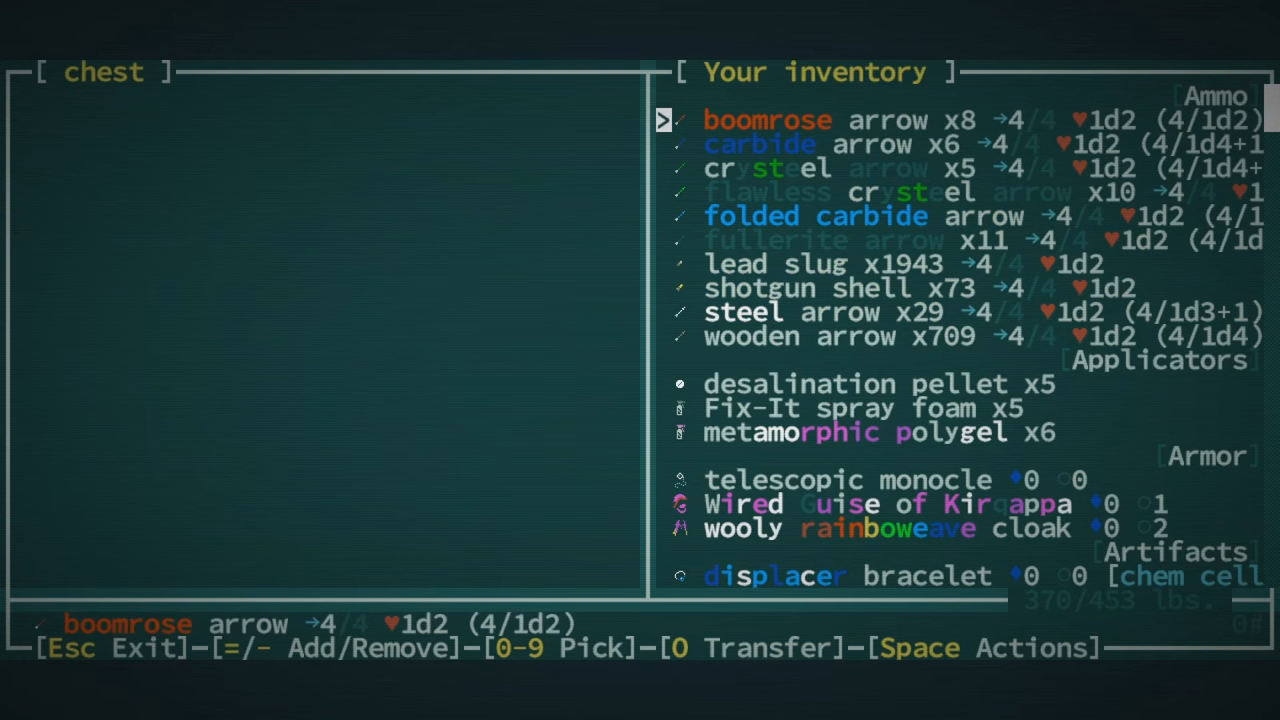 [ chest ]
[ Your inventory ]
[Ammo]
> boomrose arrow x8 →4/4 ♥1d2 (4/1d2)
carbide arrow x6 →4/4 ♥1d2 (4/1d4+1
crysteel arrow x5 →4/4 ♥1d2 (4/1d4+
flawless crysteel arrow x10 →4/4 ♥1
folded carbide arrow →4/4 ♥1d2 (4/1
fullerite arrow x11 →4/4 ♥1d2 (4/1d
lead slug x1943 →4/4 ♥1d2
shotgun shell x73 →4/4 ♥1d2
steel arrow x29 →4/4 ♥1d2 (4/1d3+1)
wooden arrow x709 →4/4 ♥1d2 (4/1d4)
[Applicators]
desalination pellet x5
Fix-It spray foam x5
metamorphic polygel x6
[Armor]
telescopic monocle ♦0 ○0
Wired Guise of Kirqappa ♦0 ○1
wooly rainboweave cloak ♦0 ○2
[Artifacts]
displacer bracelet ♦0 ○0 [chem cell
370/453 lbs.
boomrose arrow →4/4 ♥1d2 (4/1d2)
0#
[Esc Exit]-[=/- Add/Remove]-[0-9 Pick]-[O Transfer]-[Space Actions]